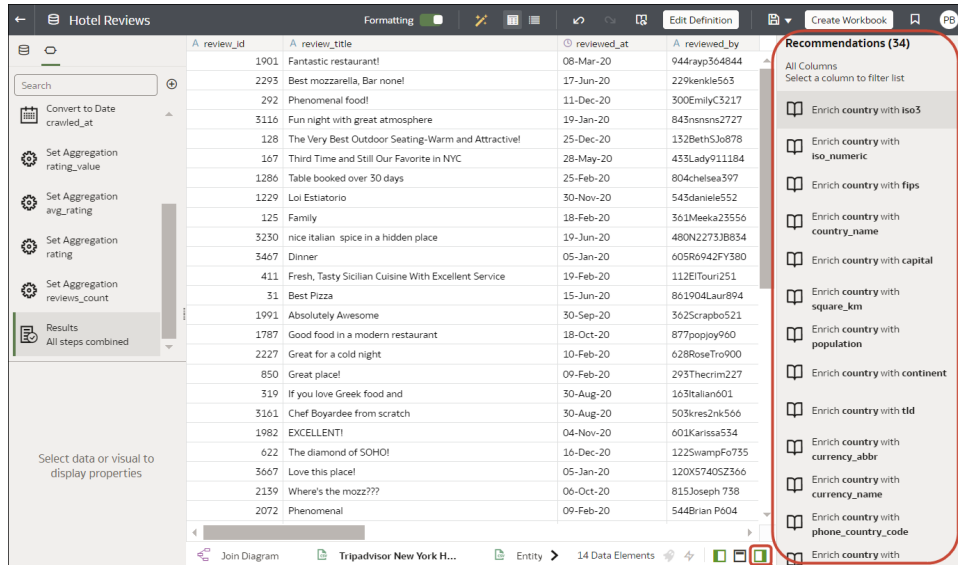 Hotel Reviews
Formatting
Edit Definition
Create Workbook
PB
Search
Convert to Date
crawled_at
Set Aggregation
rating_value
Set Aggregation
avg_rating
Set Aggregation
rating
Set Aggregation
reviews_count
Results
All steps combined
Select data or visual to
display properties
A review_id A review_title reviewed_at A reviewed_by
1901 Fantastic restaurant! 08-Mar-20 944rayp364844
2293 Best mozzarella, Bar none! 17-Jun-20 229kenkle563
292 Phenomenal food! 11-Dec-20 300EmilyC3217
3116 Fun night with great atmosphere 19-Jan-20 843nsnsns2727
128 The Very Best Outdoor Seating-Warm and Attractive! 25-Dec-20 132BethSJo878
167 Third Time and Still Our Favorite in NYC 28-May-20 433Lady911184
1286 Table booked over 30 days 25-Feb-20 804chelsea397
1229 Loi Estiatorio 30-Nov-20 543daniele552
125 Family 18-Feb-20 361Meeka23556
3230 nice italian spice in a hidden place 19-Jun-20 480N2273JB834
3467 Dinner 05-Jan-20 605R6942FY380
411 Fresh, Tasty Sicilian Cuisine With Excellent Service 19-Feb-20 112ElTouri251
31 Best Pizza 15-Jun-20 861904Laur894
1991 Absolutely Awesome 30-Sep-20 362Scrapbo521
1787 Good food in a modern restaurant 18-Oct-20 877popjoy960
2227 Great for a cold night 10-Feb-20 628RoseTro900
850 Great place! 09-Feb-20 293Thecrim227
319 If you love Greek food and 30-Aug-20 163Italian601
3161 Chef Boyardee from scratch 30-Aug-20 503kres2nk566
1982 EXCELLENT! 04-Nov-20 601Karissa534
622 The diamond of SOHO! 16-Dec-20 122SwampFo735
3667 Love this place! 05-Jan-20 120X5740SZ366
2139 Where's the mozz??? 06-Oct-20 815Joseph 738
2072 Phenomenal 09-Feb-20 544Brian P604
Join Diagram Tripadvisor New York H... Entity 14 Data Elements
Recommendations (34)
All Columns
Select a column to filter list
Enrich country with iso3
Enrich country with
iso_numeric
Enrich country with fips
Enrich country with
country_name
Enrich country with capital
Enrich country with
square_km
Enrich country with
population
Enrich country with continent
Enrich country with tld
Enrich country with
currency_abbr
Enrich country with
currency_name
Enrich country with
phone_country_code
Enrich country with